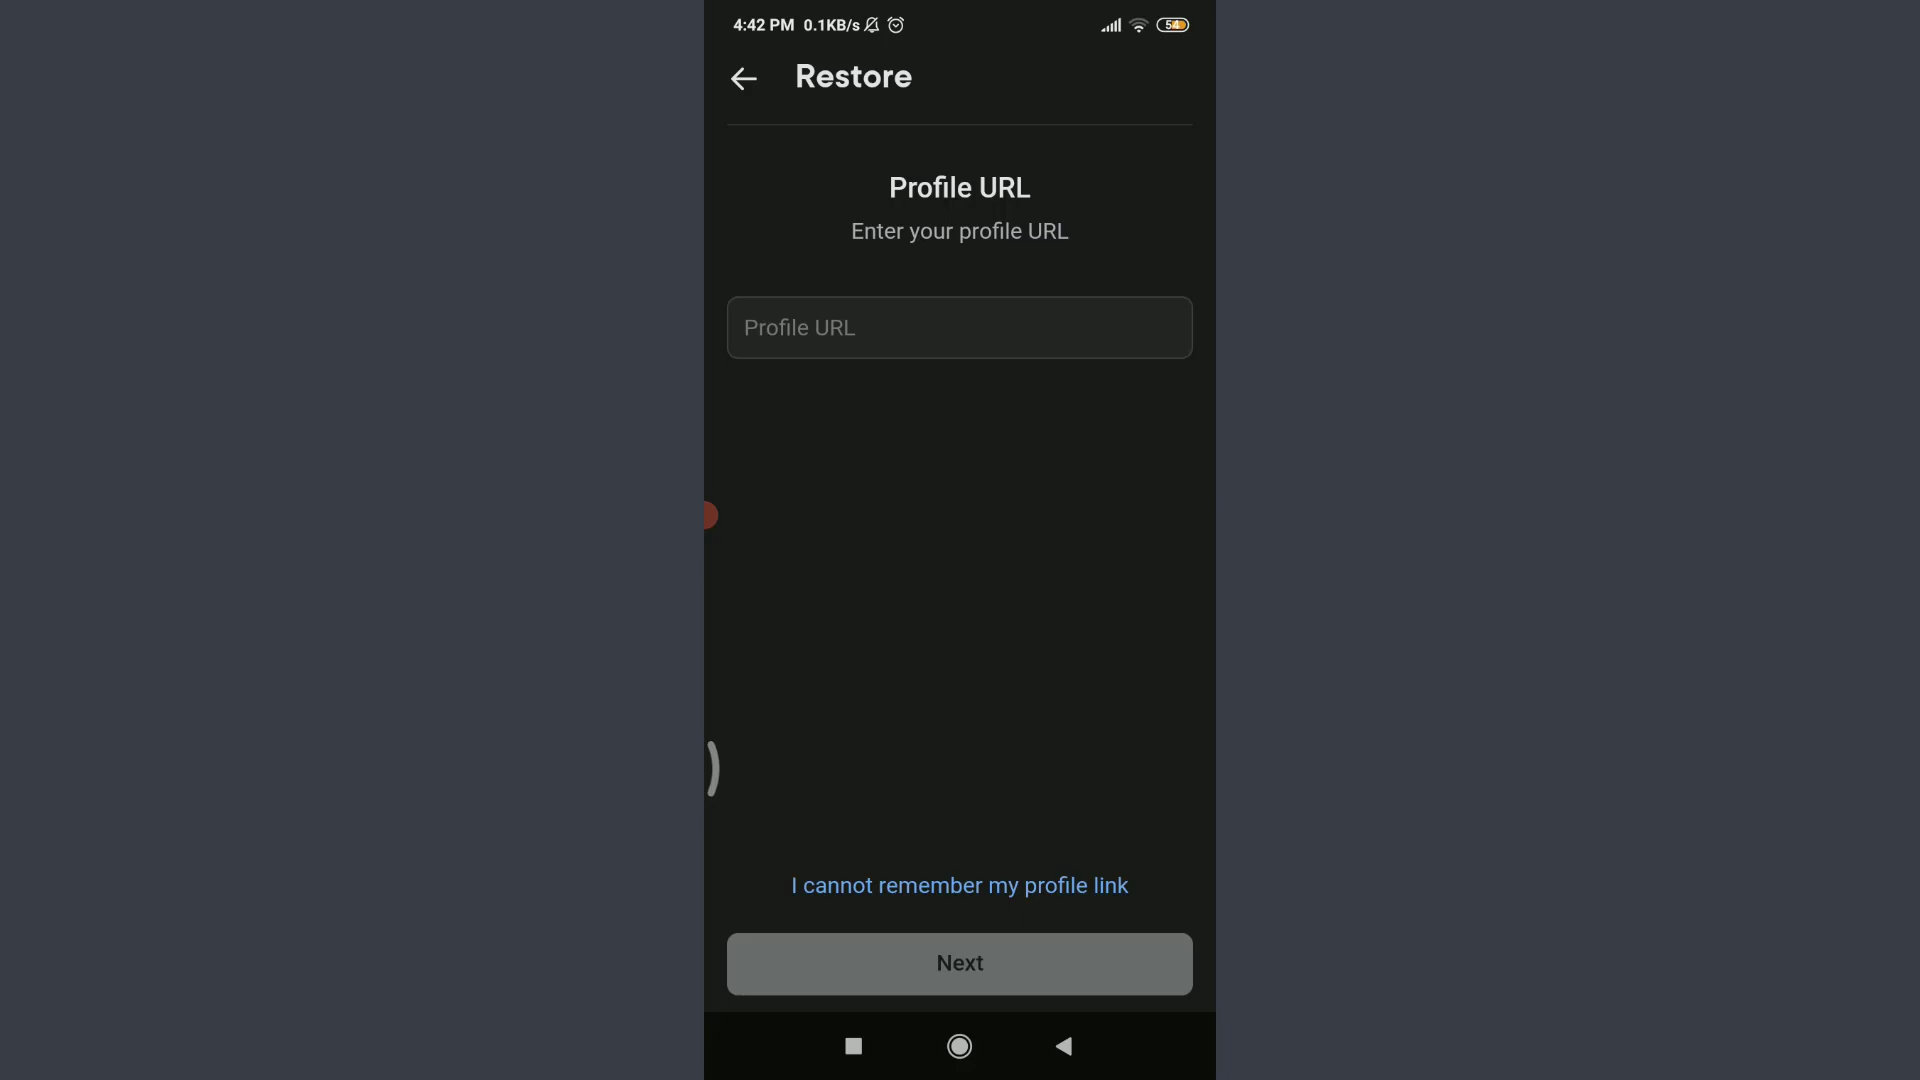 4:42 PM 0.1KB/s 54
Restore
Profile URL
Enter your profile URL
Profile URL
I cannot remember my profile link
Next